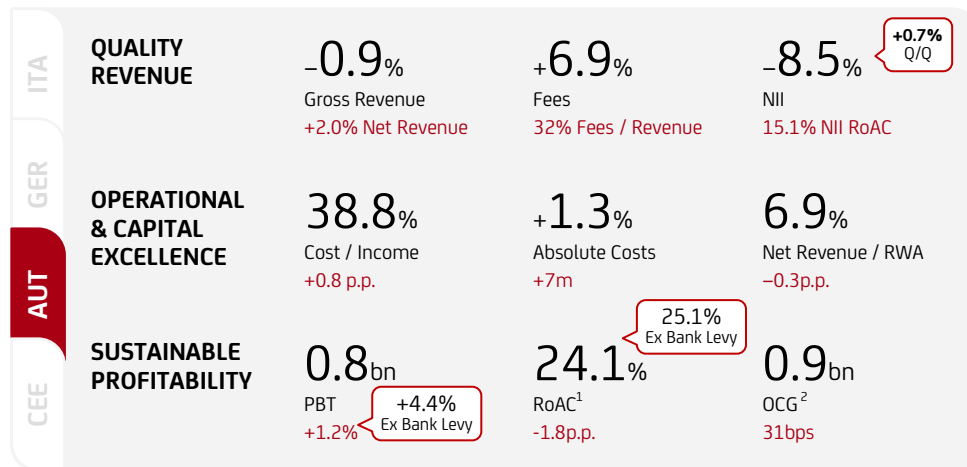 ITA
GER
AUT
CEE
QUALITY
REVENUE
–0.9%
Gross Revenue
+2.0% Net Revenue
+6.9%
Fees
32% Fees / Revenue
–8.5%
NII
15.1% NII RoAC
+0.7%
Q/Q
OPERATIONAL
& CAPITAL
EXCELLENCE
38.8%
Cost / Income
+0.8 p.p.
+1.3%
Absolute Costs
+7m
6.9%
Net Revenue / RWA
–0.3p.p.
SUSTAINABLE
PROFITABILITY
0.8bn
PBT
+1.2%
+4.4%
Ex Bank Levy
24.1%
RoAC1
-1.8p.p.
25.1%
Ex Bank Levy
0.9bn
OCG 2
31bps